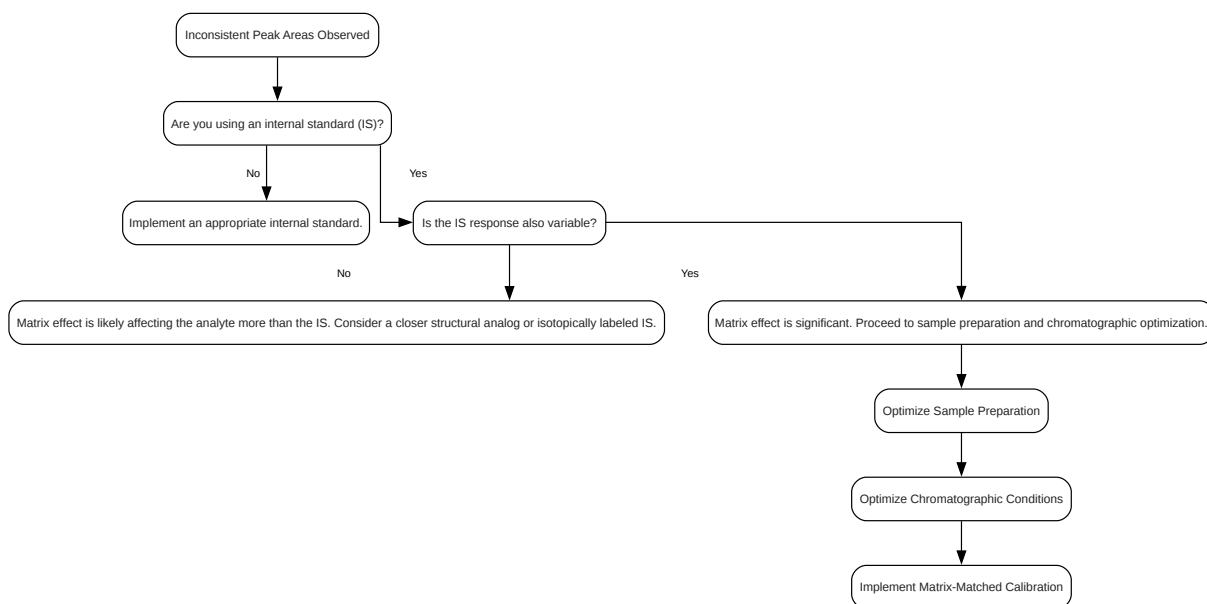 Inconsistent Peak Areas Observed
Are you using an internal standard (IS)?
No
Yes
Implement an appropriate internal standard.
Is the IS response also variable?
No
Yes
Matrix effect is likely affecting the analyte more than the IS. Consider a closer structural analog or isotopically labeled IS.
Matrix effect is significant. Proceed to sample preparation and chromatographic optimization.
Optimize Sample Preparation
Optimize Chromatographic Conditions
Implement Matrix-Matched Calibration